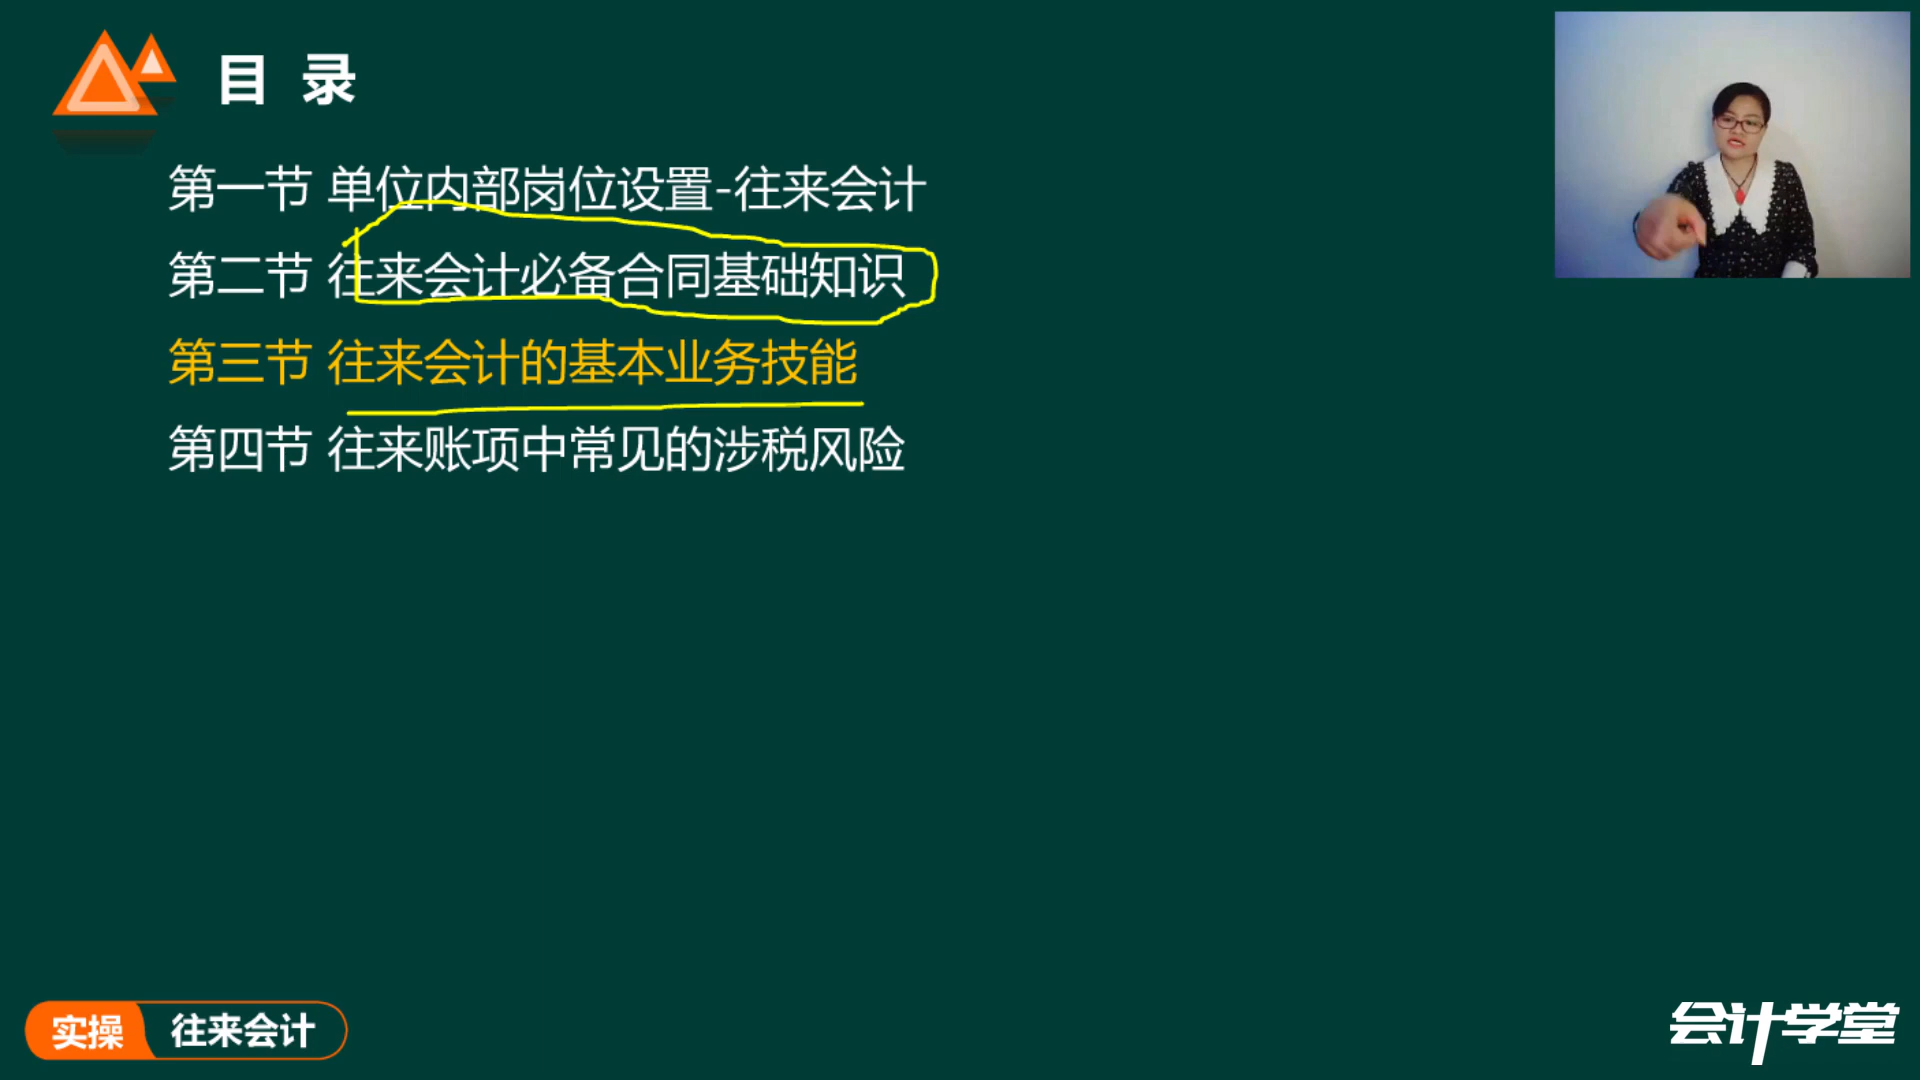 目 录
第一节 单位内部岗位设置-往来会计
第二节 往来会计必备合同基础知识
第三节 往来会计的基本业务技能
第四节 往来账项中常见的涉税风险
实操 往来会计
会计学堂